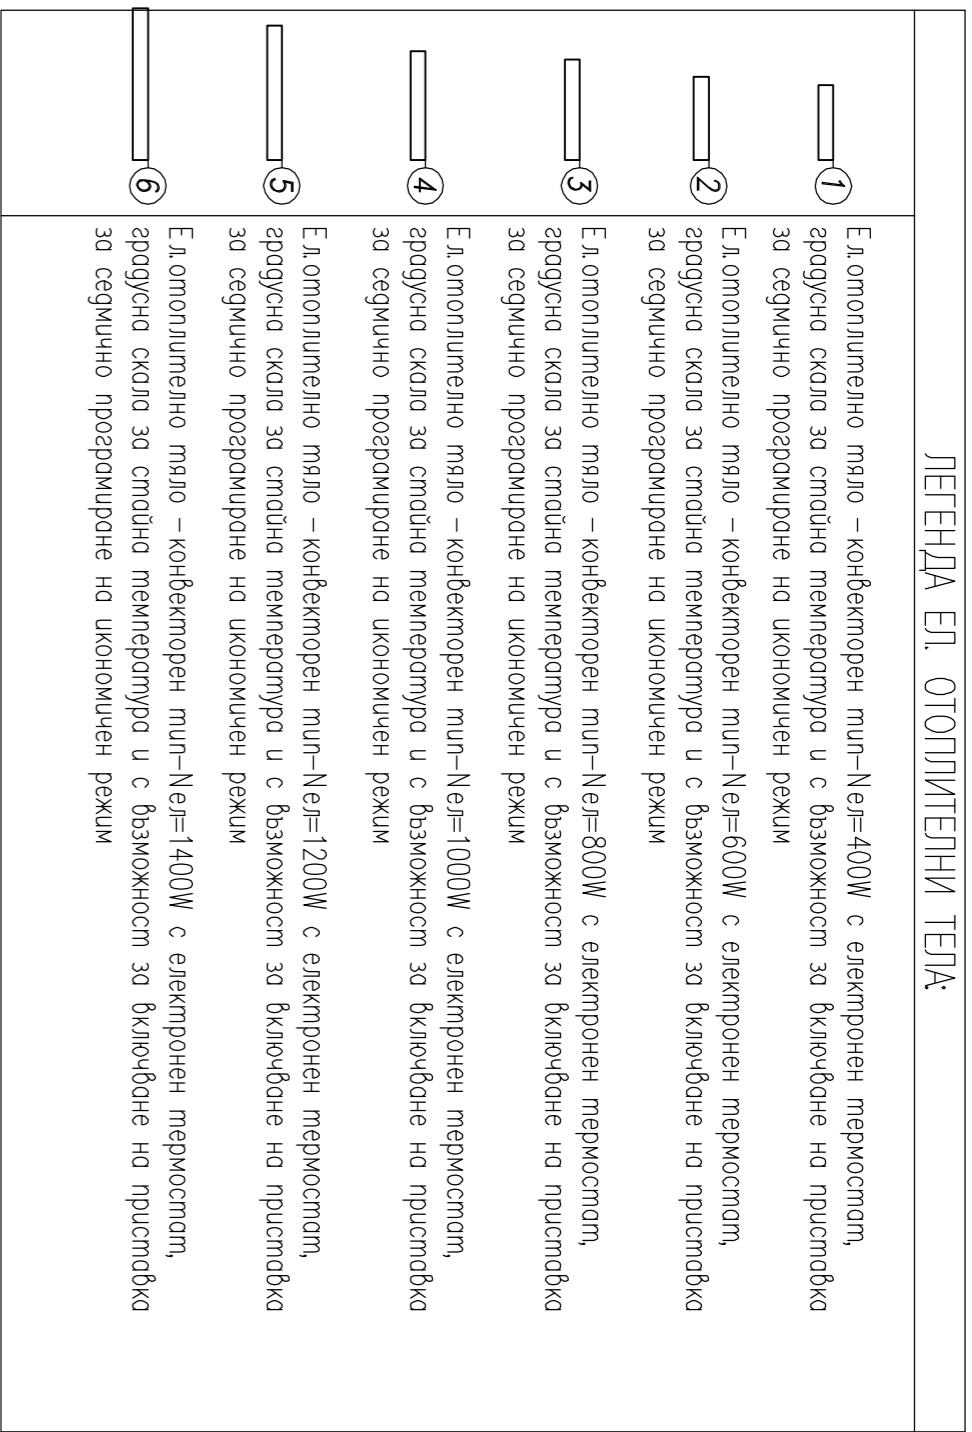 ЛЕГЕНДА ЕЛ. ОТОПЛИТЕЛНИ ТЕЛА:
1
Ел.отоплително тяло –конвекторен тип–Nел=400W с електронен термостат,
градусна скала за стайна температура и с възможност за включване на приставка
за седмично програмиране на икономичен режим
2
Ел.отоплително тяло –конвекторен тип–Nел=600W с електронен термостат,
градусна скала за стайна температура и с възможност за включване на приставка
за седмично програмиране на икономичен режим
3
Ел.отоплително тяло –конвекторен тип–Nел=800W с електронен термостат,
градусна скала за стайна температура и с възможност за включване на приставка
за седмично програмиране на икономичен режим
4
Ел.отоплително тяло –конвекторен тип–Nел=1000W с електронен термостат,
градусна скала за стайна температура и с възможност за включване на приставка
за седмично програмиране на икономичен режим
5
Ел.отоплително тяло –конвекторен тип–Nел=1200W с електронен термостат,
градусна скала за стайна температура и с възможност за включване на приставка
за седмично програмиране на икономичен режим
6
Ел.отоплително тяло –конвекторен тип–Nел=1400W с електронен термостат,
градусна скала за стайна температура и с възможност за включване на приставка
за седмично програмиране на икономичен режим